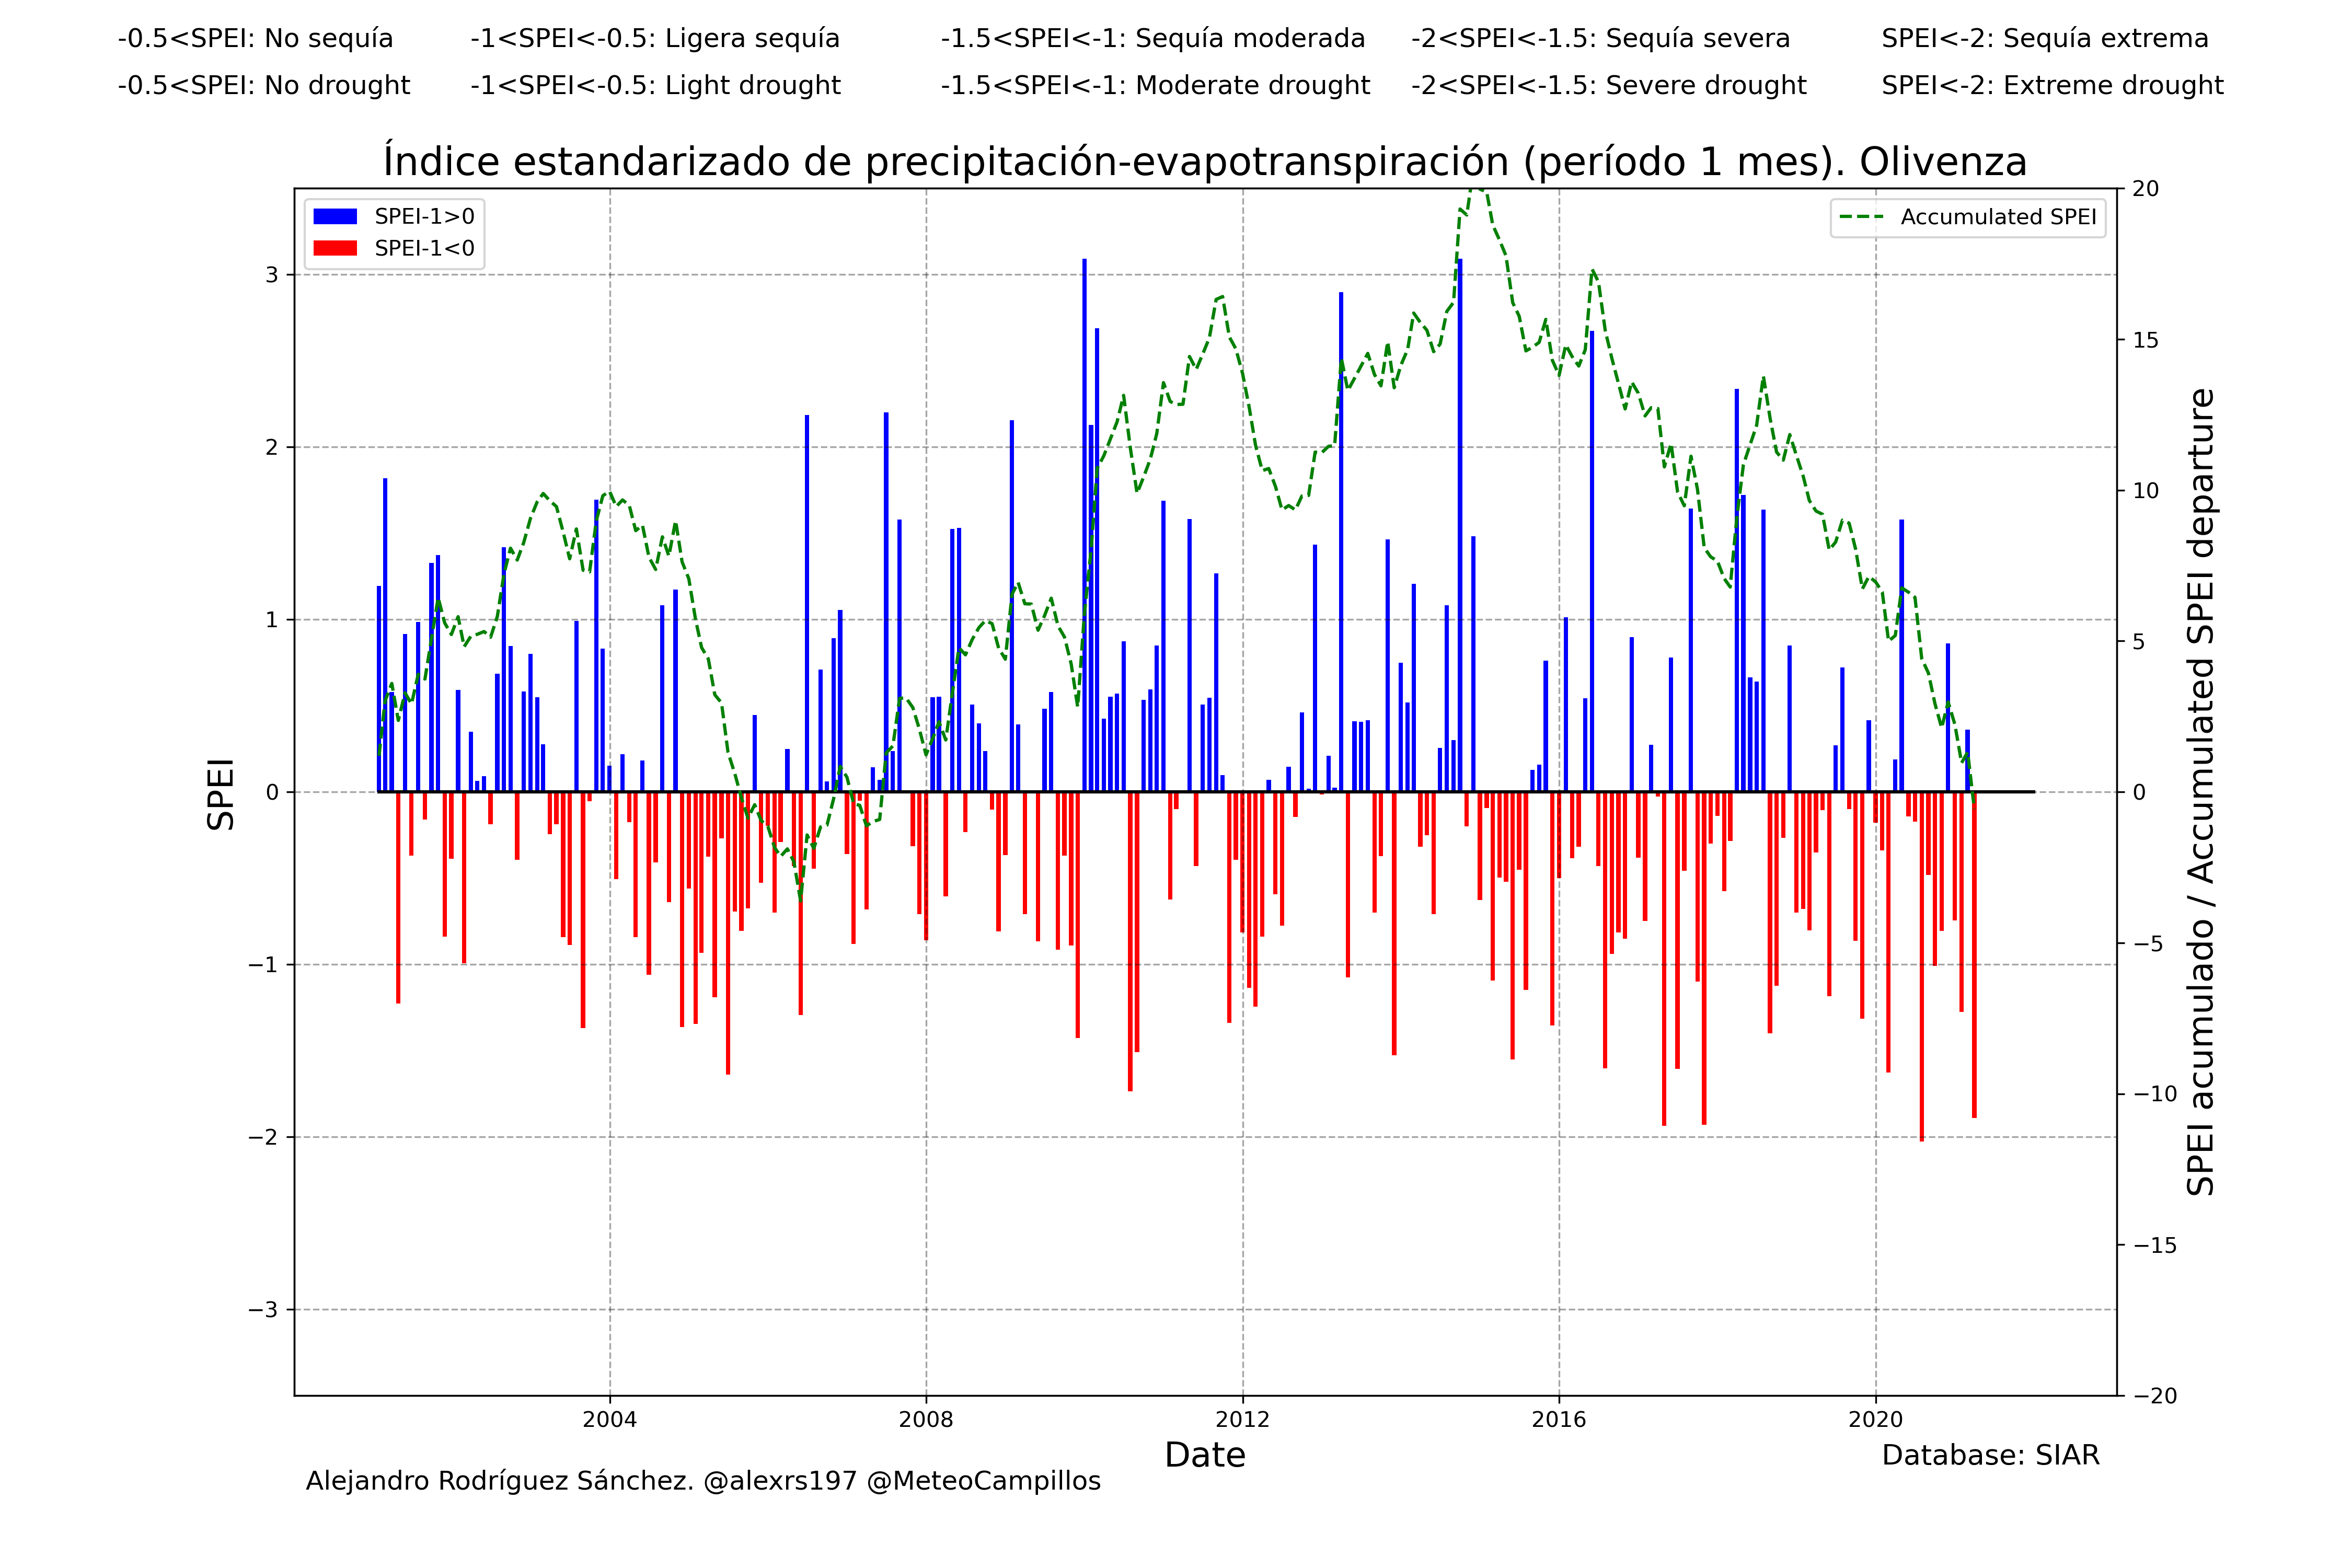 -0.5<SPEI: No sequía -1<SPEI<-0.5: Ligera sequía -1.5<SPEI<-1: Sequía moderada -2<SPEI<-1.5: Sequía severa SPEI<-2: Sequía extrema
-0.5<SPEI: No drought -1<SPEI<-0.5: Light drought -1.5<SPEI<-1: Moderate drought -2<SPEI<-1.5: Severe drought SPEI<-2: Extreme drought
Índice estandarizado de precipitación-evapotranspiración (período 1 mes). Olivenza
SPEI-1>0
SPEI-1<0
Accumulated SPEI
SPEI
3
2
1
0
−1
−2
−3
20
15
10
5
0
−5
−10
−15
−20
SPEI acumulado / Accumulated SPEI departure
2004 2008 2012 2016 2020
Date
Database: SIAR
Alejandro Rodríguez Sánchez. @alexrs197 @MeteoCampillos